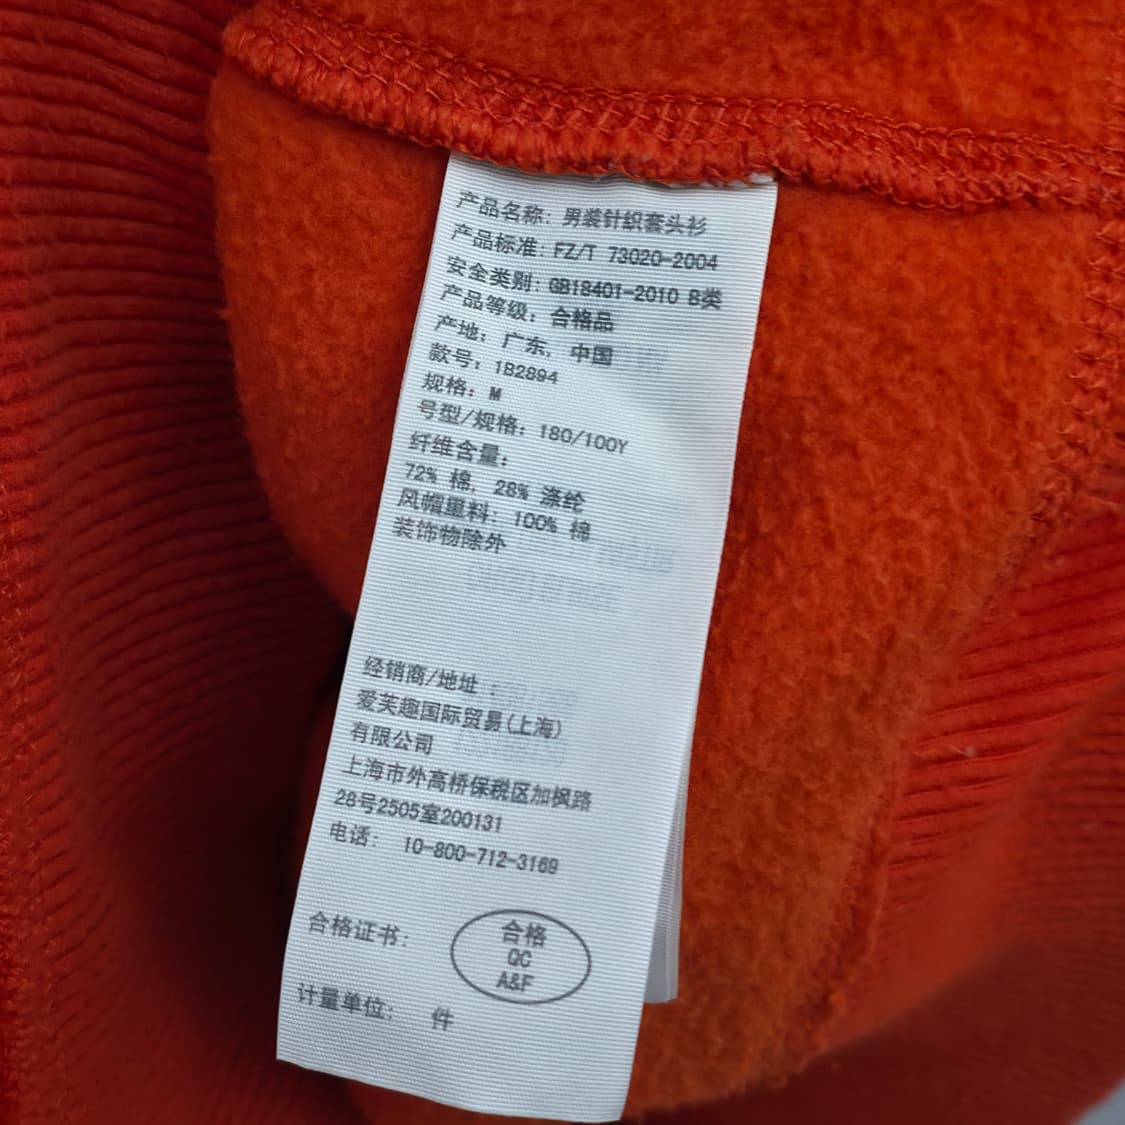 产品名称: 男装针织套头衫
产品标准: FZ/T 73020-2004
安全类别: GB18401-2010 B类
产品等级: 合格品
产地: 广东, 中国
款号: 182894
规格: M
号型/规格: 180/100Y
纤维含量:
72% 棉, 28% 涤纶
风帽里料: 100% 棉
装饰物除外
经销商/地址 :
爱芙趣国际贸易(上海)
有限公司
上海市外高桥保税区加枫路
28号2505室200131
电话: 10-800-712-3169
合格证书:
合格
QC
A&F
计量单位: 件